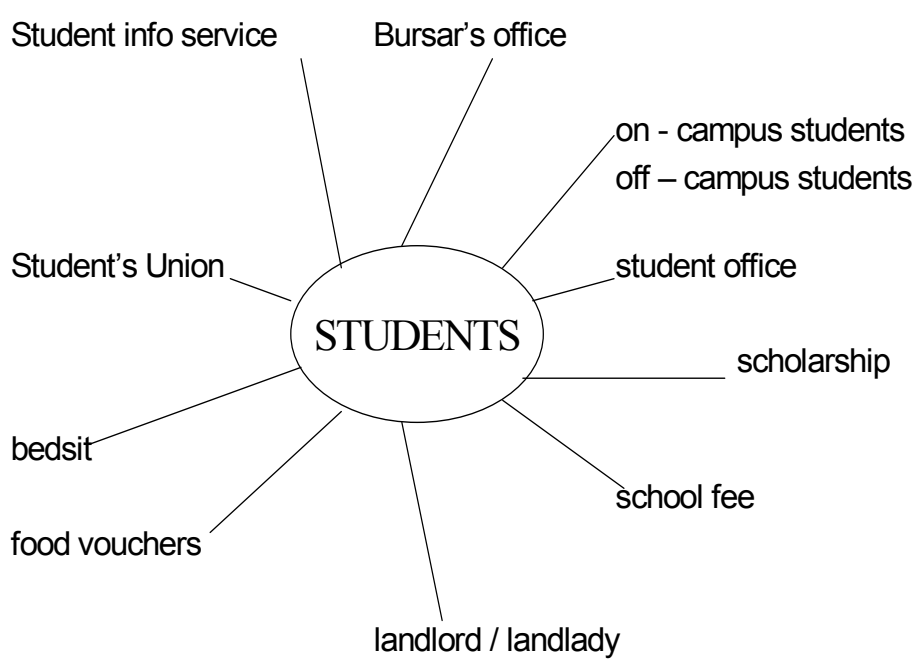 Student info service
Bursar’s office
on - campus students
off – campus students
Student’s Union
student office
STUDENTS
scholarship
bedsit
school fee
food vouchers
landlord / landlady